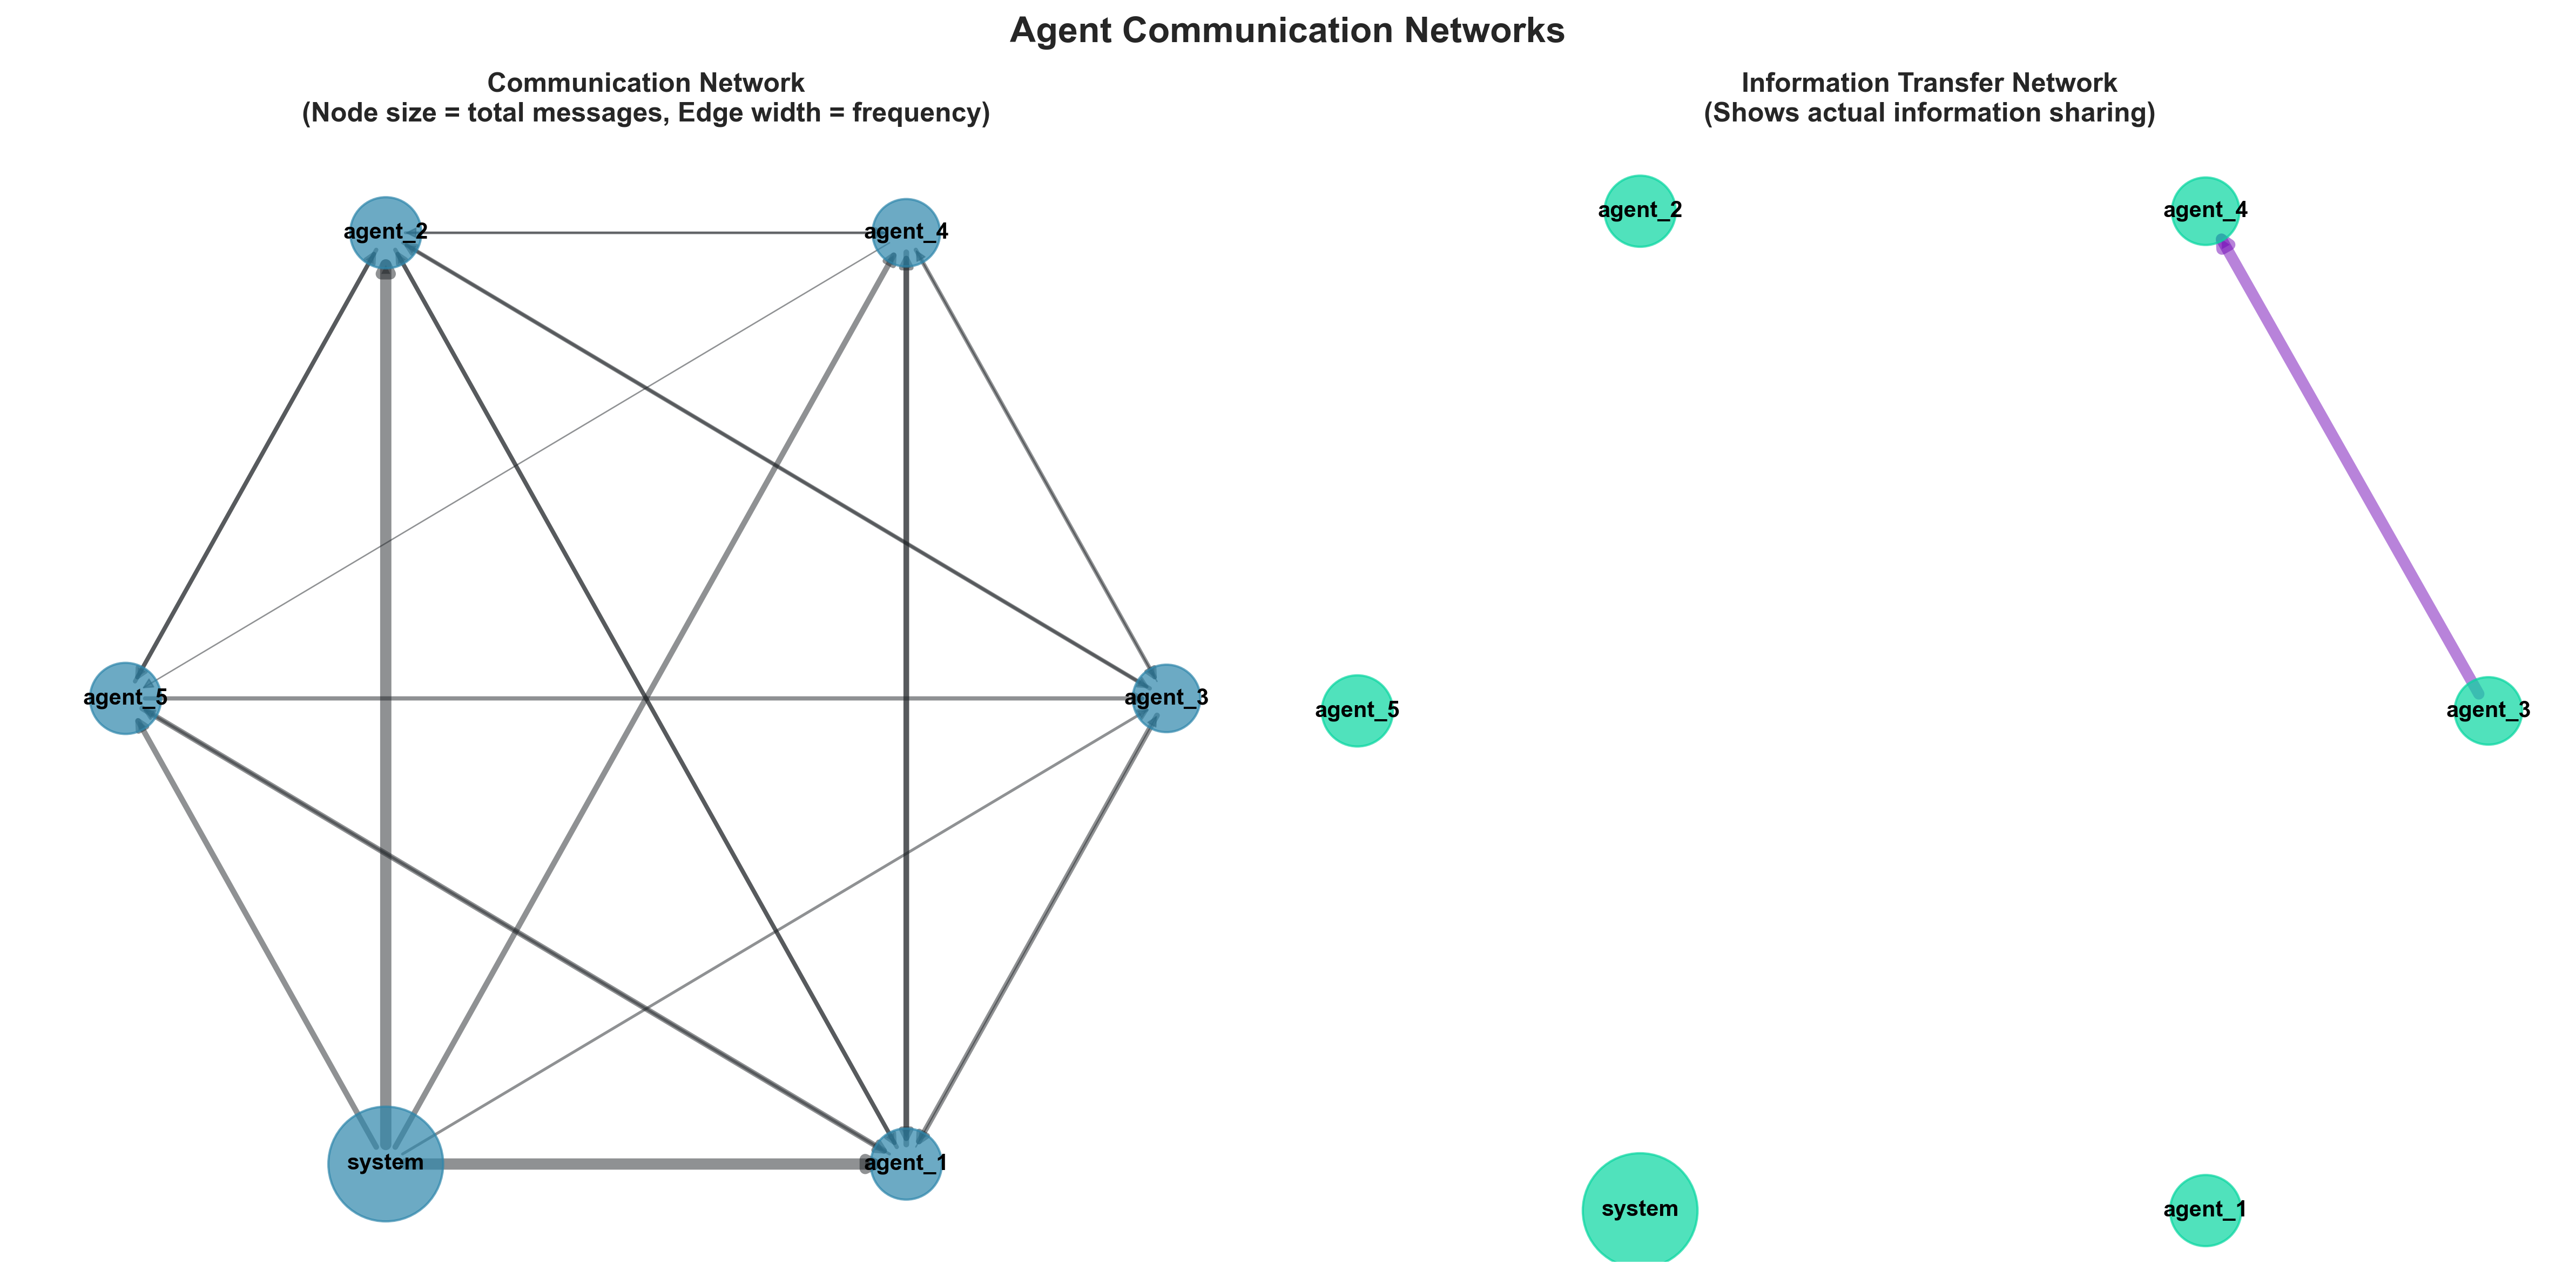 Agent Communication Networks
Communication Network
(Node size = total messages, Edge width = frequency)
agent_2
agent_4
agent_5
agent_3
system
agent_1
Information Transfer Network
(Shows actual information sharing)
agent_2
agent_4
agent_5
agent_3
system
agent_1